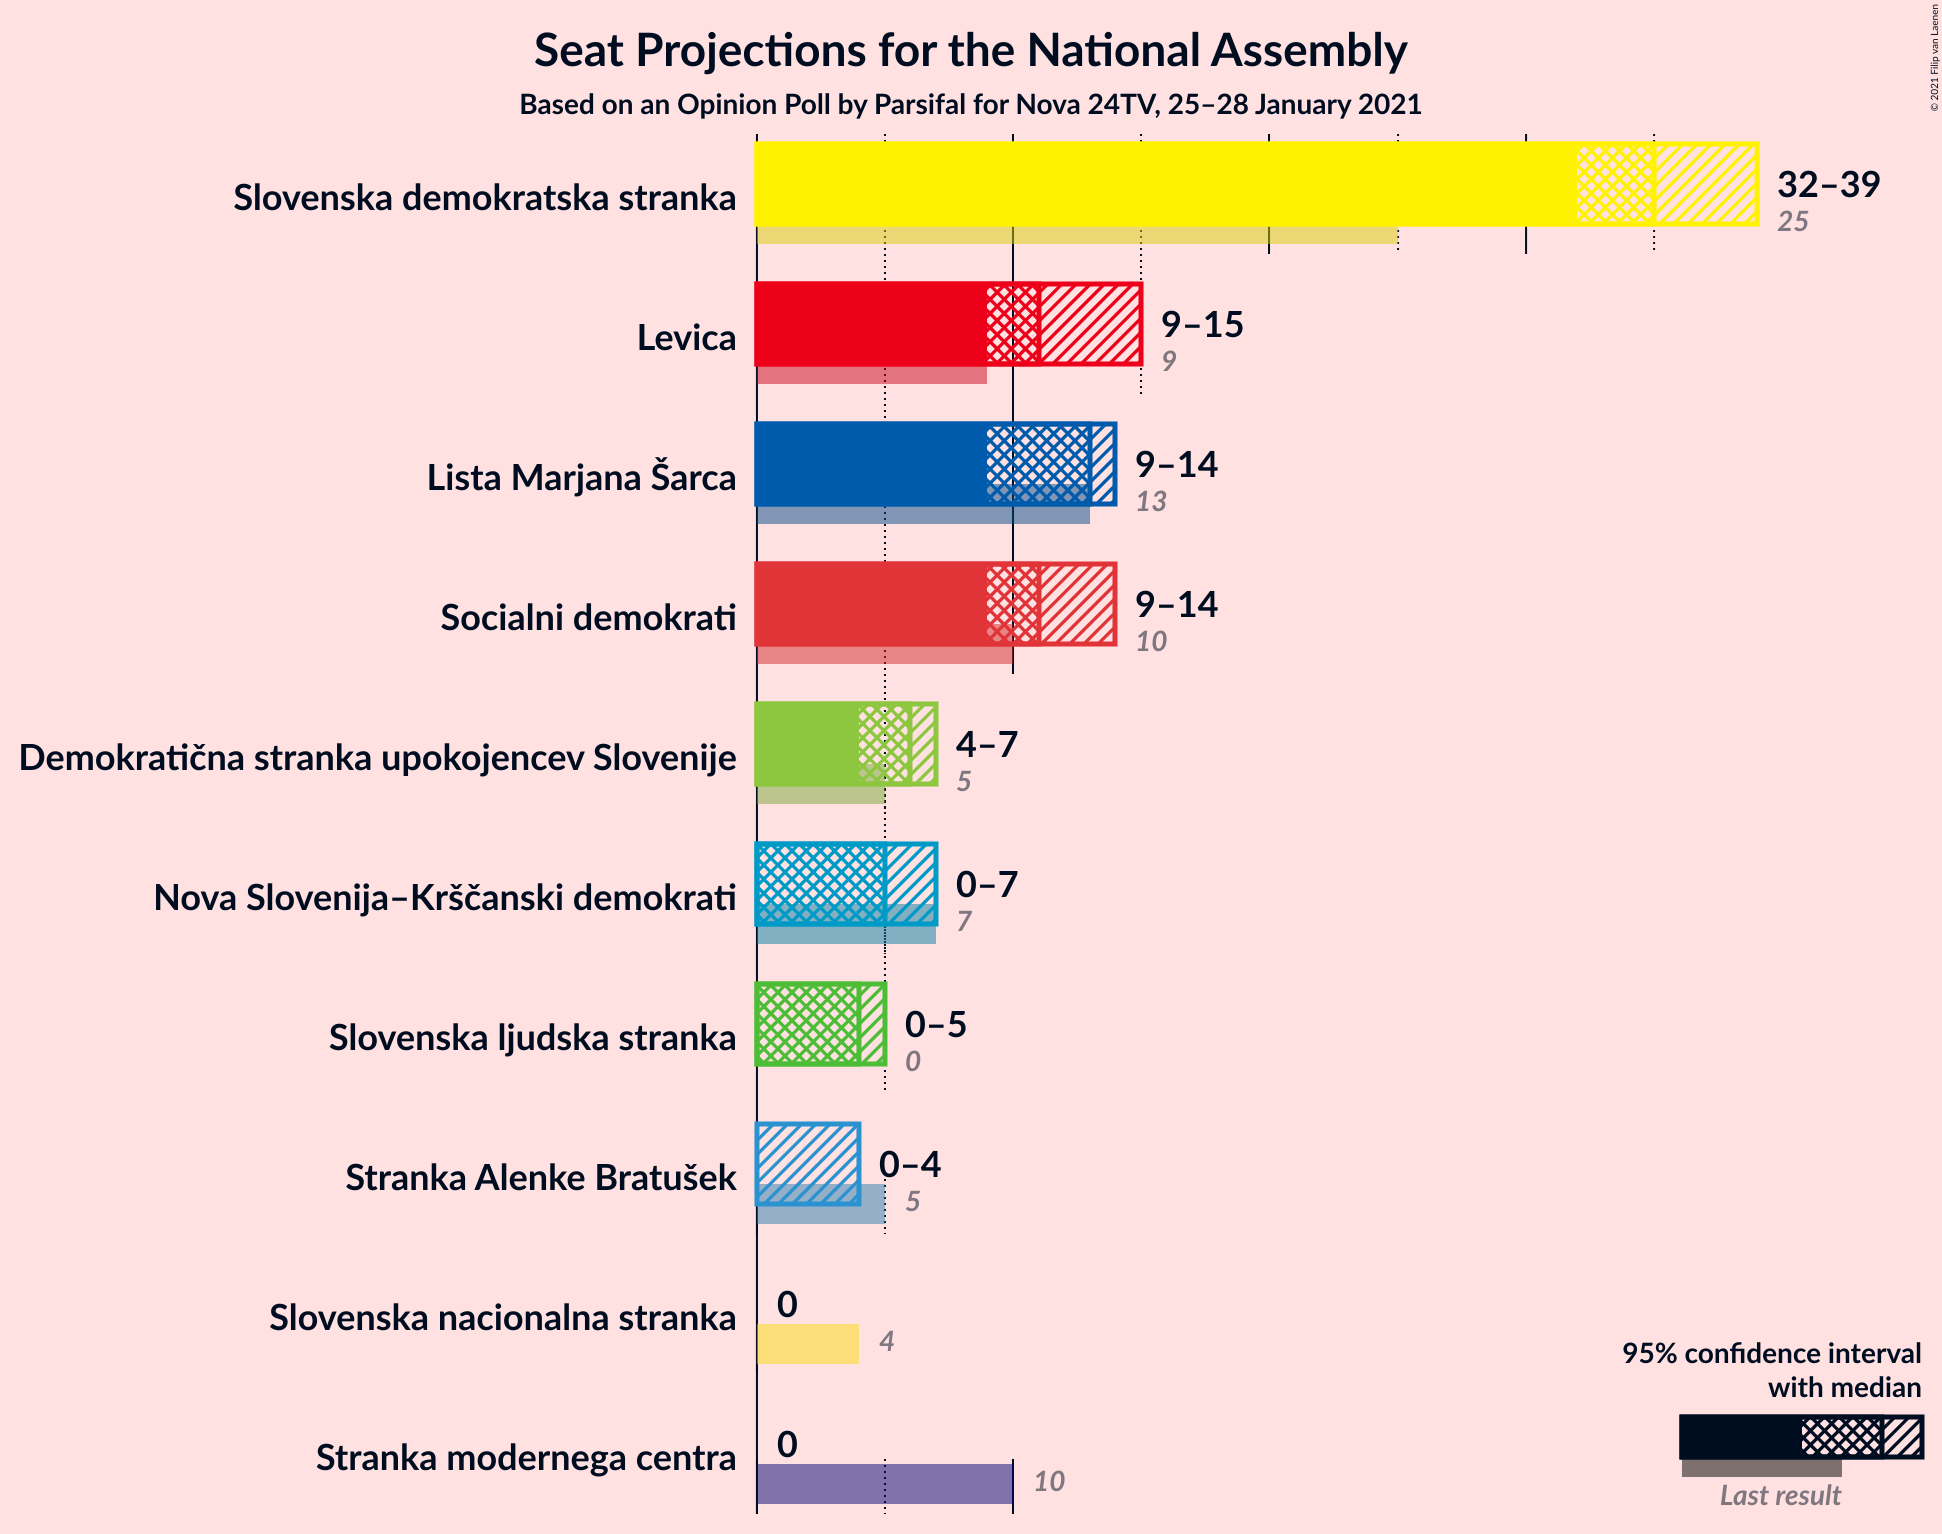 Seat Projections for the National Assembly
Based on an Opinion Poll by Parsifal for Nova 24TV, 25–28 January 2021
© 2021 Filip van Laenen
Slovenska demokratska stranka
32–39
25
Levica
9–15
9
Lista Marjana Šarca
9–14
13
Socialni demokrati
9–14
10
Demokratična stranka upokojencev Slovenije
4–7
5
Nova Slovenija–Krščanski demokrati
0–7
7
Slovenska ljudska stranka
0–5
0
Stranka Alenke Bratušek
0–4
5
Slovenska nacionalna stranka
0
4
Stranka modernega centra
0
10
95% confidence interval
with median
Last result